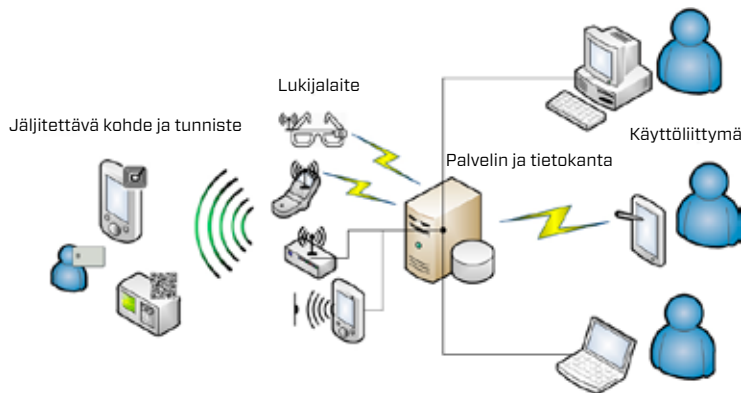 Jäljitettävä kohde ja tunniste
Lukijalaite
Palvelin ja tietokanta
Käyttöliittymä